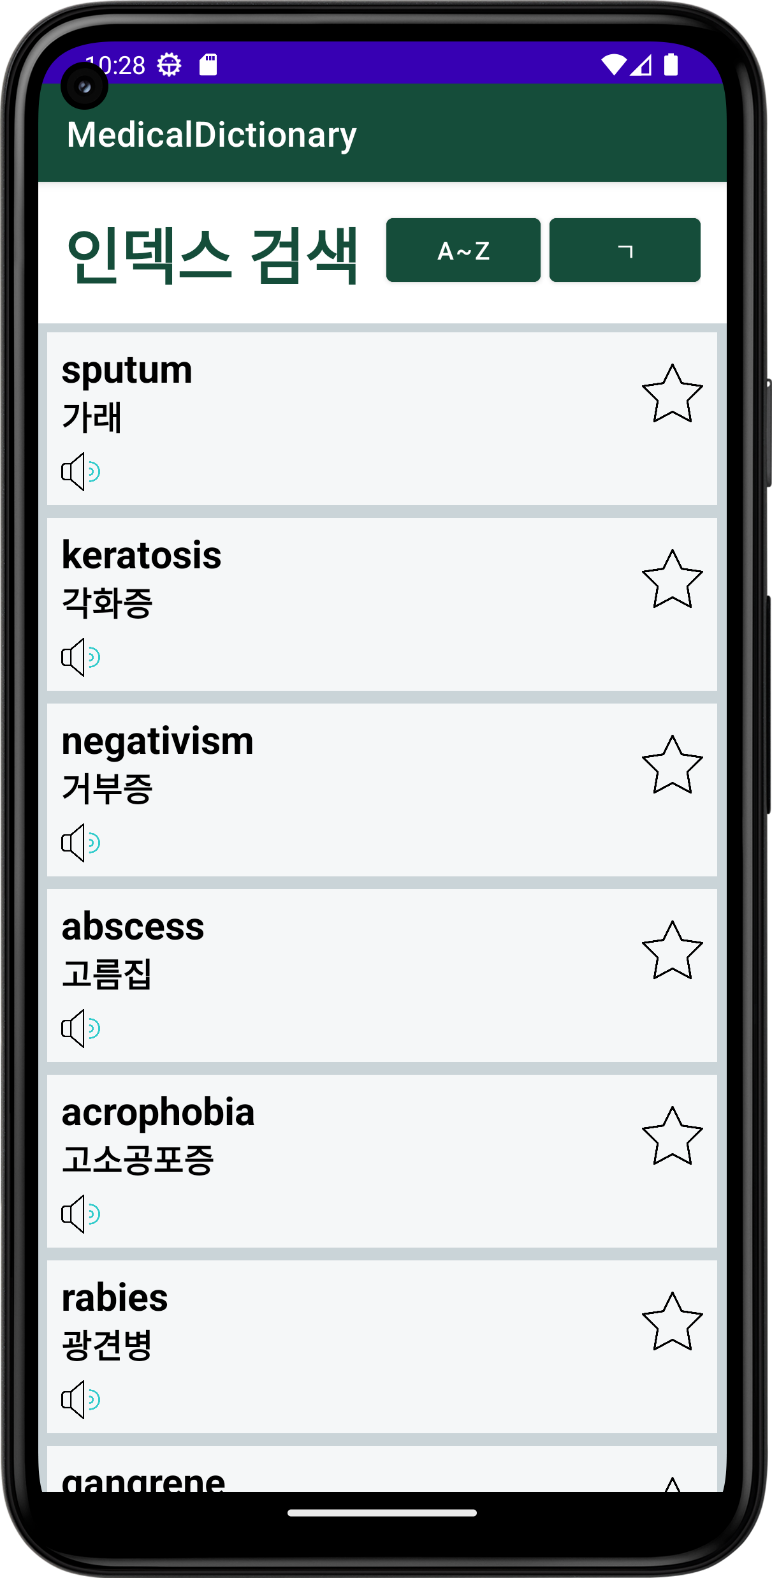 10:28
MedicalDictionary
인덱스 검색 A~Z ㄱ
sputum
가래
keratosis
각화증
negativism
거부증
abscess
고름집
acrophobia
고소공포증
rabies
광견병
gangrene